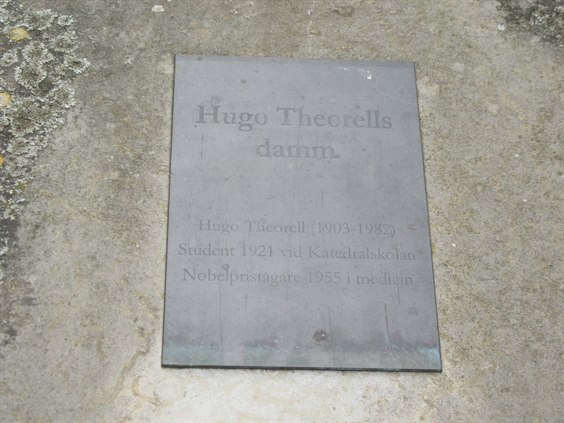 Hugo Theorells
damm
Hugo Theorell (1903-1982)
Student 1921 vid Katedralskolan
Nobelpristagare 1955 i medicin